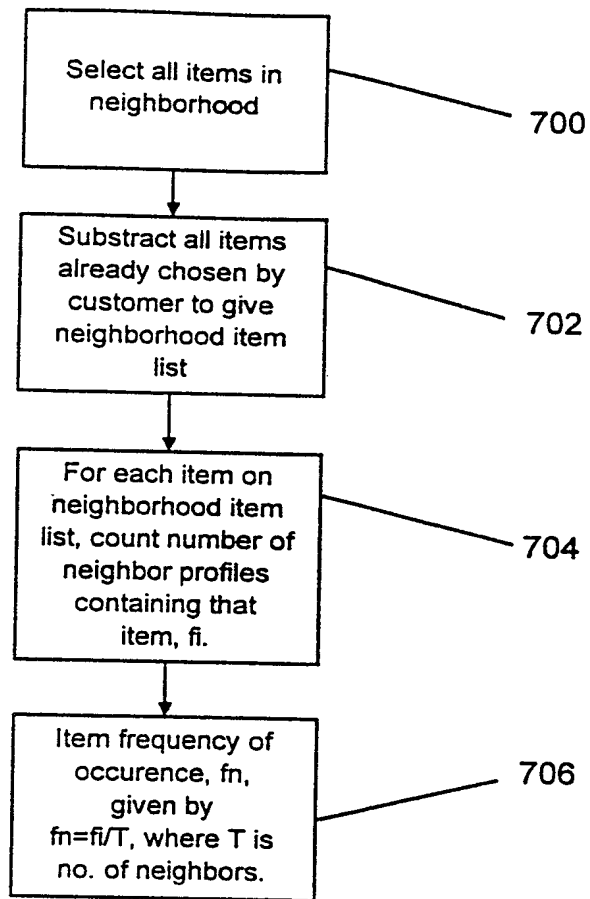 Select all items in
neighborhood
700
Substract all items
already chosen by
customer to give
neighborhood item
list
702
For each item on
neighborhood item
list, count number of
neighbor profiles
containing that
item, fi.
704
Item frequency of
occurence, fn,
given by
fn=fi/T, where T is
no. of neighbors.
706